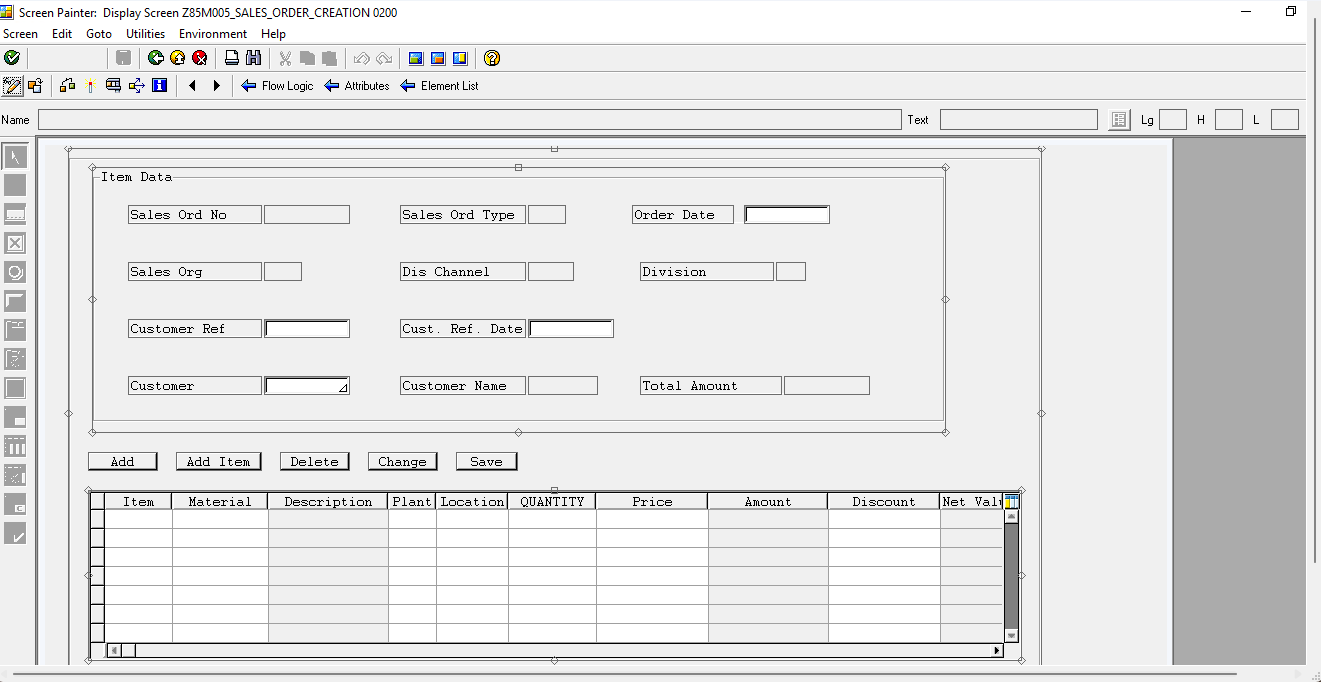 Screen Painter: Display Screen Z85M005_SALES_ORDER_CREATION 0200
Screen Edit Goto Utilities Environment Help
Flow Logic Attributes Element List
Name Text Lg H L
Item Data
Sales Ord No Sales Ord Type Order Date
Sales Org Dis Channel Division
Customer Ref Cust. Ref. Date
Customer Customer Name Total Amount
Add Add Item Delete Change Save
Item Material Description Plant Location QUANTITY Price Amount Discount Net Valu